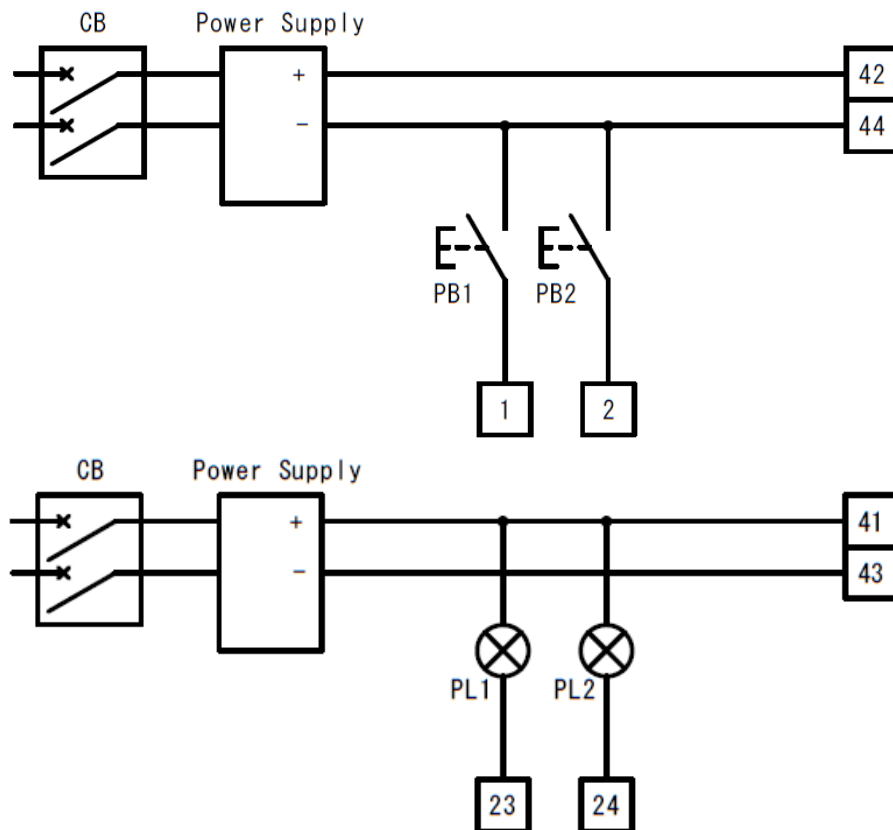 CB Power Supply
+ 42
- 44
PB1 PB2
1 2
CB Power Supply
+ 41
- 43
PL1 PL2
23 24